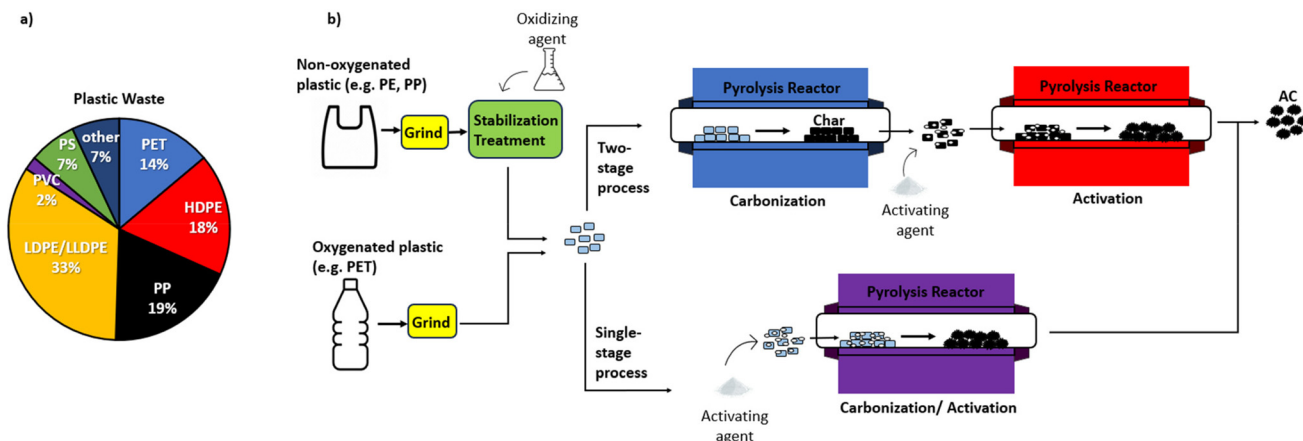 a)
Plastic Waste
other
7%
PET
14%
HDPE
18%
PP
19%
LDPE/LLDPE
33%
PVC
2%
PS
7%
b)
Non-oxygenated
plastic (e.g. PE, PP)
Grind
Oxidizing
agent
Stabilization
Treatment
Oxygenated plastic
(e.g. PET)
Grind
Two-
stage
process
Pyrolysis Reactor
Char
Carbonization
Activating
agent
Pyrolysis Reactor
Activation
AC
Single-
stage
process
Activating
agent
Pyrolysis Reactor
Carbonization/ Activation